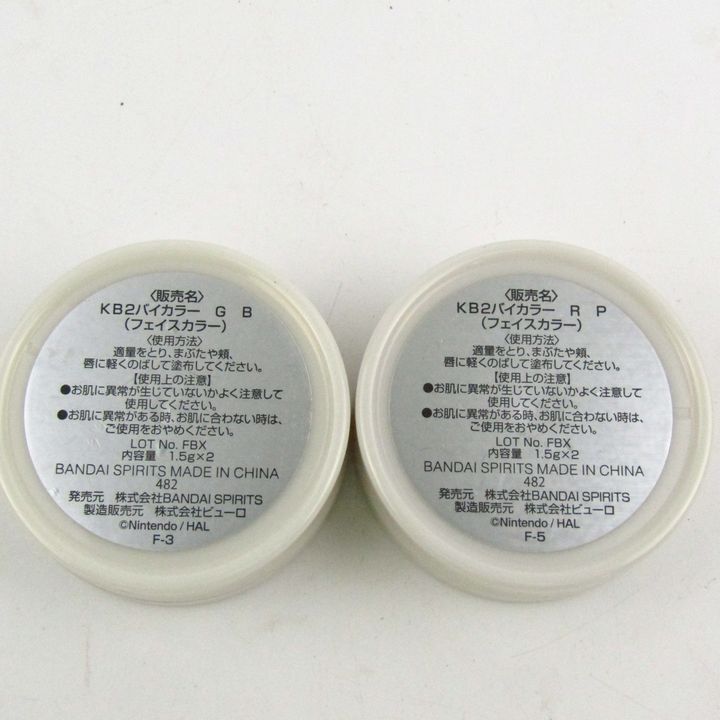 〈販売名〉
KB2バイカラー G B
(フェイスカラー)
〈使用方法〉
適量をとり、まぶたや頬、
唇に軽くのばして塗布してください。
【使用上の注意】
●お肌に異常が生じていないかよく注意して
使用してください。
●お肌に異常がある時、お肌に合わない時は、
ご使用をおやめください。
LOT No. FBX
内容量 1.5g×2
BANDAI SPIRITS MADE IN CHINA
482
発売元 株式会社BANDAI SPIRITS
製造販売元 株式会社ピューロ
©Nintendo / HAL
F-3
〈販売名〉
KB2バイカラー R P
(フェイスカラー)
〈使用方法〉
適量をとり、まぶたや頬、
唇に軽くのばして塗布してください。
【使用上の注意】
●お肌に異常が生じていないかよく注意して
使用してください。
●お肌に異常がある時、お肌に合わない時は、
ご使用をおやめください。
LOT No. FBX
内容量 1.5g×2
BANDAI SPIRITS MADE IN CHINA
482
発売元 株式会社BANDAI SPIRITS
製造販売元 株式会社ピューロ
©Nintendo / HAL
F-5